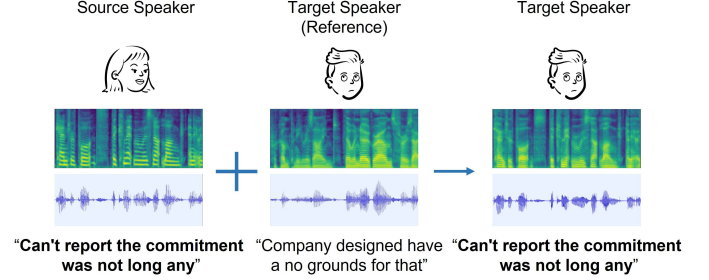 Source Speaker
Target Speaker
(Reference)
Target Speaker
“Can't report the commitment
was not long any”
“Company designed have
a no grounds for that”
“Can't report the commitment
was not long any”